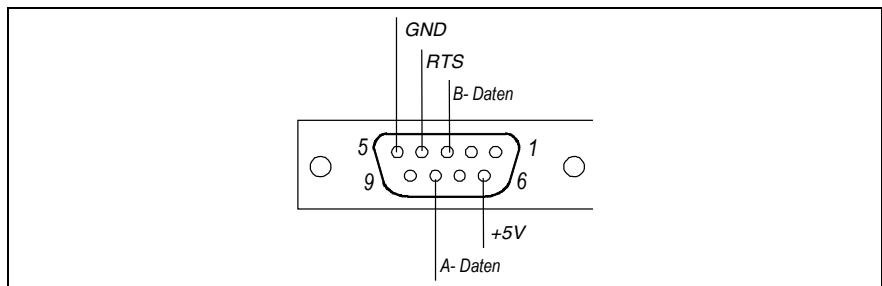 GND
RTS
B- Daten
5 1
9 6
+5V
A- Daten